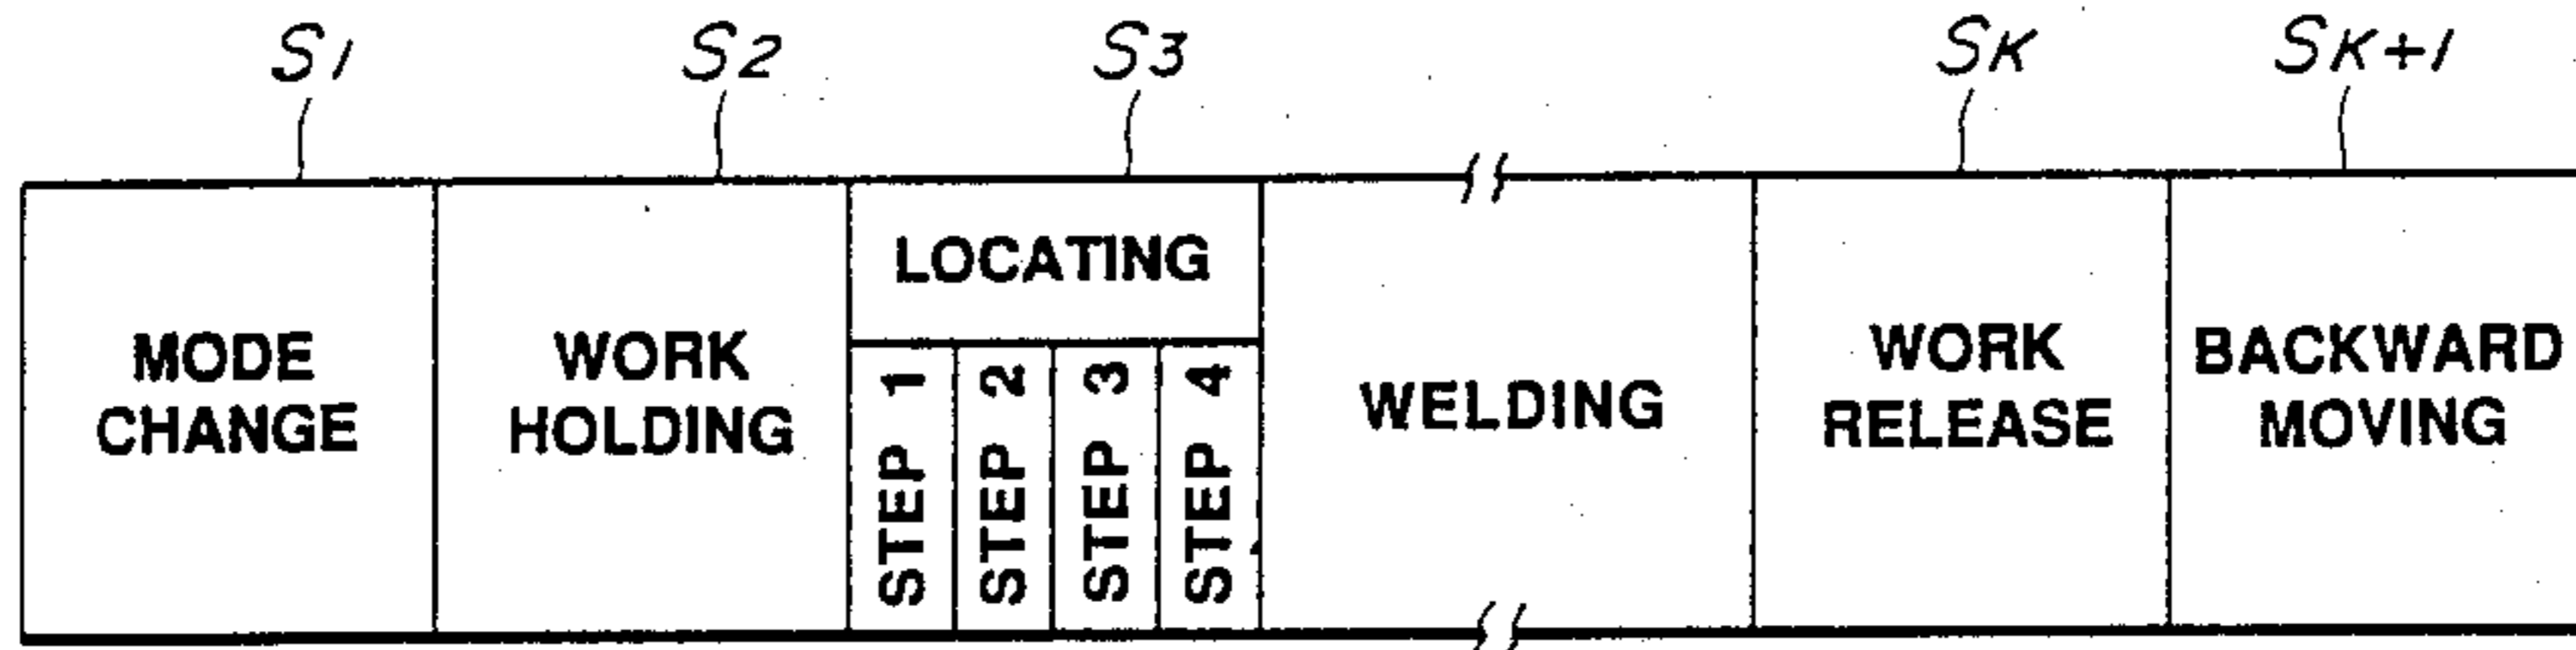 S1 S2 S3 SK SK+1
MODE
CHANGE
WORK
HOLDING
LOCATING
STEP 1
STEP 2
STEP 3
STEP 4
WELDING
WORK
RELEASE
BACKWARD
MOVING